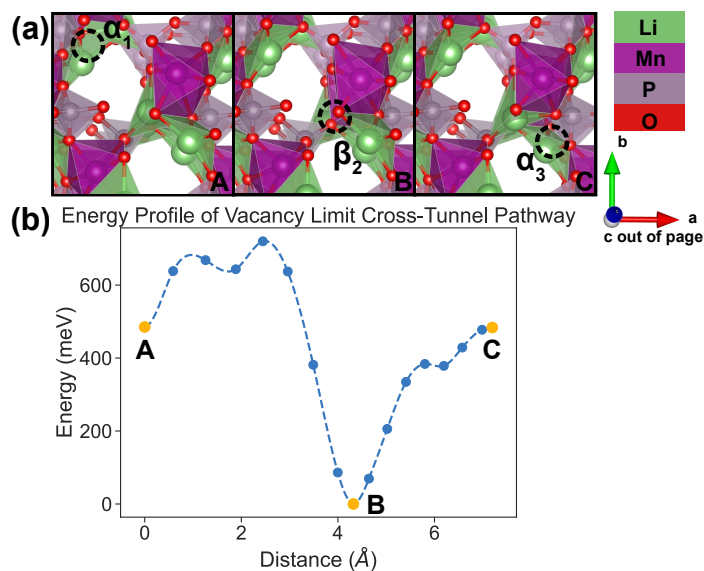 (a)
α1
A
β2
B
α3
C
Li
Mn
P
O
b
a
c out of page
(b)
Energy Profile of Vacancy Limit Cross-Tunnel Pathway
Energy (meV)
600
400
200
0
A
B
C
0
2
4
6
Distance (Å)